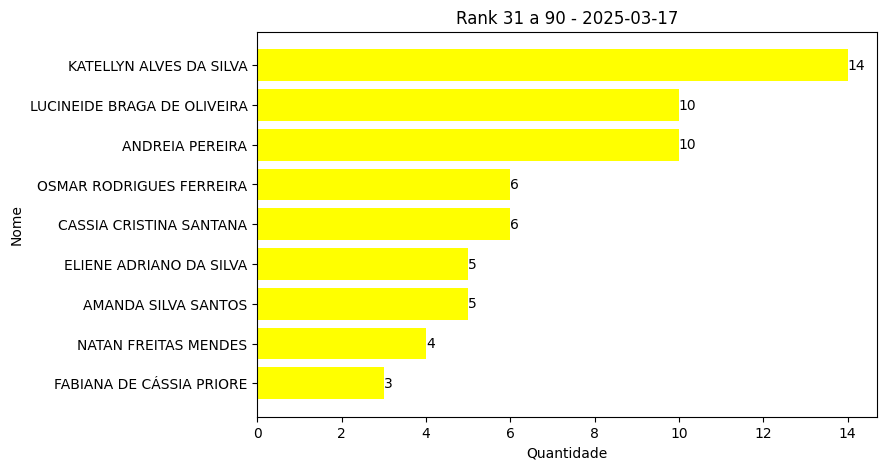 Rank 31 a 90 - 2025-03-17
KATELLYN ALVES DA SILVA 14
LUCINEIDE BRAGA DE OLIVEIRA 10
ANDREIA PEREIRA 10
OSMAR RODRIGUES FERREIRA 6
CASSIA CRISTINA SANTANA 6
ELIENE ADRIANO DA SILVA 5
AMANDA SILVA SANTOS 5
NATAN FREITAS MENDES 4
FABIANA DE CÁSSIA PRIORE 3
Nome
0 2 4 6 8 10 12 14
Quantidade